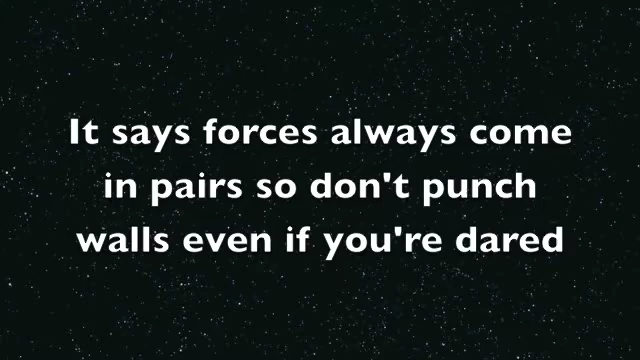 It says forces always come
in pairs so don't punch
walls even if you're dared